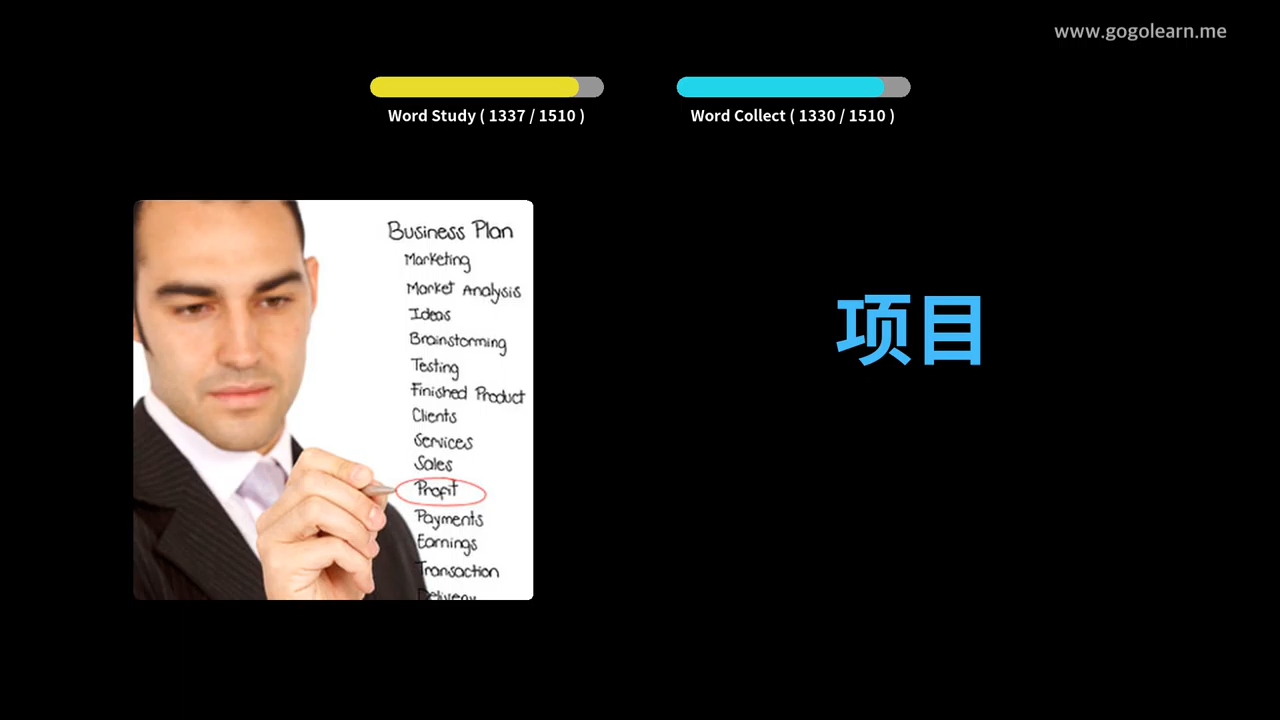 www.gogolearn.me
Word Study ( 1337 / 1510 )
Word Collect ( 1330 / 1510 )
Business Plan
Marketing
Market Analysis
Ideas
Brainstorming
Testing
Finished Product
Clients
Services
Sales
Profit
Payments
Earnings
Transaction
Delivery
项目